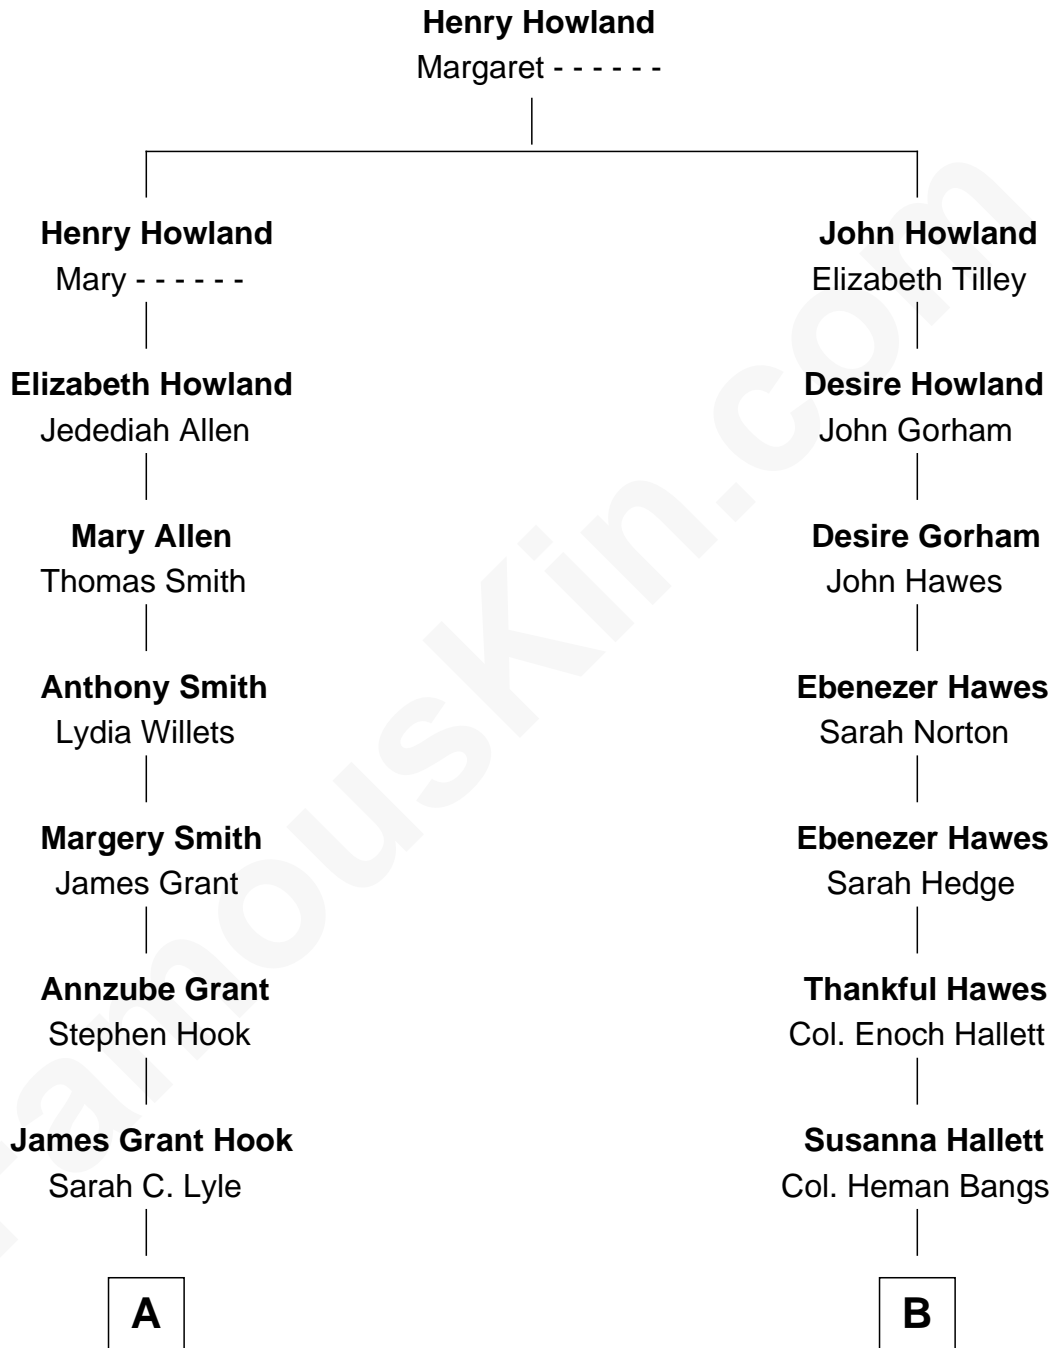 Henry Howland
Margaret - - - - - -
Henry Howland
Mary - - - - - -
Elizabeth Howland
Jedediah Allen
Mary Allen
Thomas Smith
Anthony Smith
Lydia Willets
Margery Smith
James Grant
Annzube Grant
Stephen Hook
James Grant Hook
Sarah C. Lyle
A
John Howland
Elizabeth Tilley
Desire Howland
John Gorham
Desire Gorham
John Hawes
Ebenezer Hawes
Sarah Norton
Ebenezer Hawes
Sarah Hedge
Thankful Hawes
Col. Enoch Hallett
Susanna Hallett
Col. Heman Bangs
B
FamousKin.com